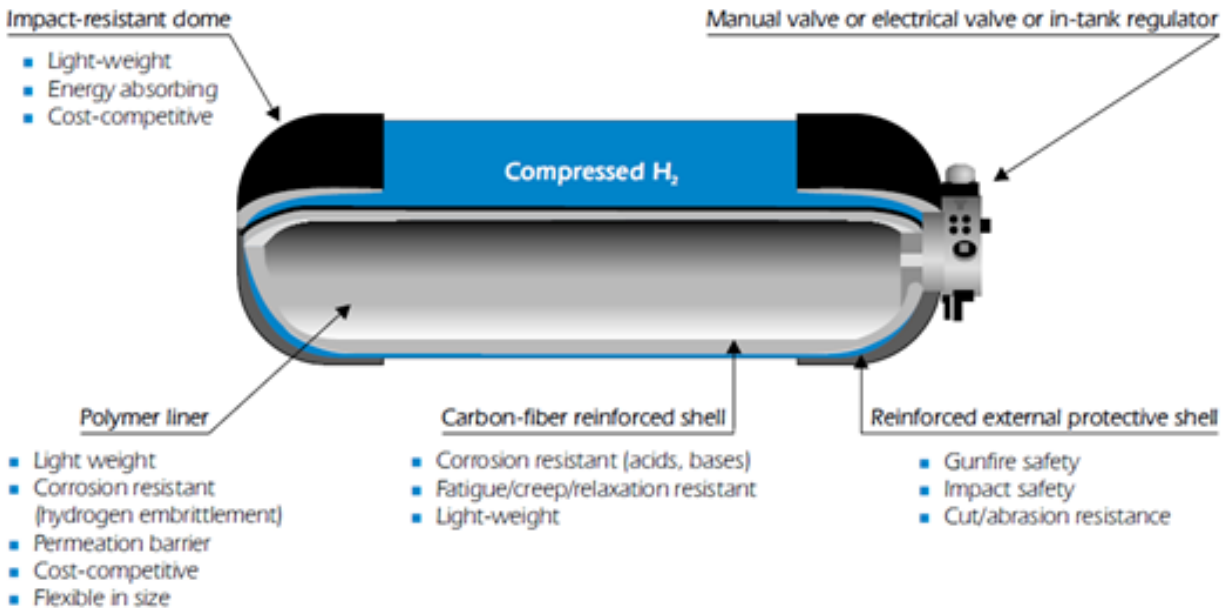 Impact-resistant dome
Light-weight
Energy absorbing
Cost-competitive
Manual valve or electrical valve or in-tank regulator
Compressed H₂
Polymer liner
Light weight
Corrosion resistant
(hydrogen embrittlement)
Permeation barrier
Cost-competitive
Flexible in size
Carbon-fiber reinforced shell
Corrosion resistant (acids, bases)
Fatigue/creep/relaxation resistant
Light-weight
Reinforced external protective shell
Gunfire safety
Impact safety
Cut/abrasion resistance